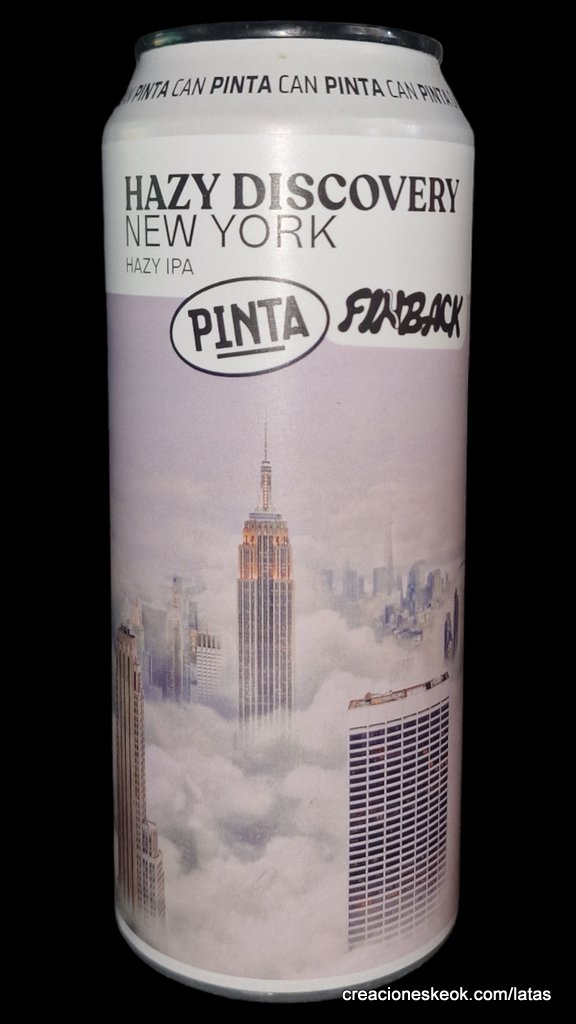 PINTA CAN PINTA CAN PINTA CAN PINTA
HAZY DISCOVERY
NEW YORK
HAZY IPA
PINTA FINBACK
creacioneskeok.com/latas